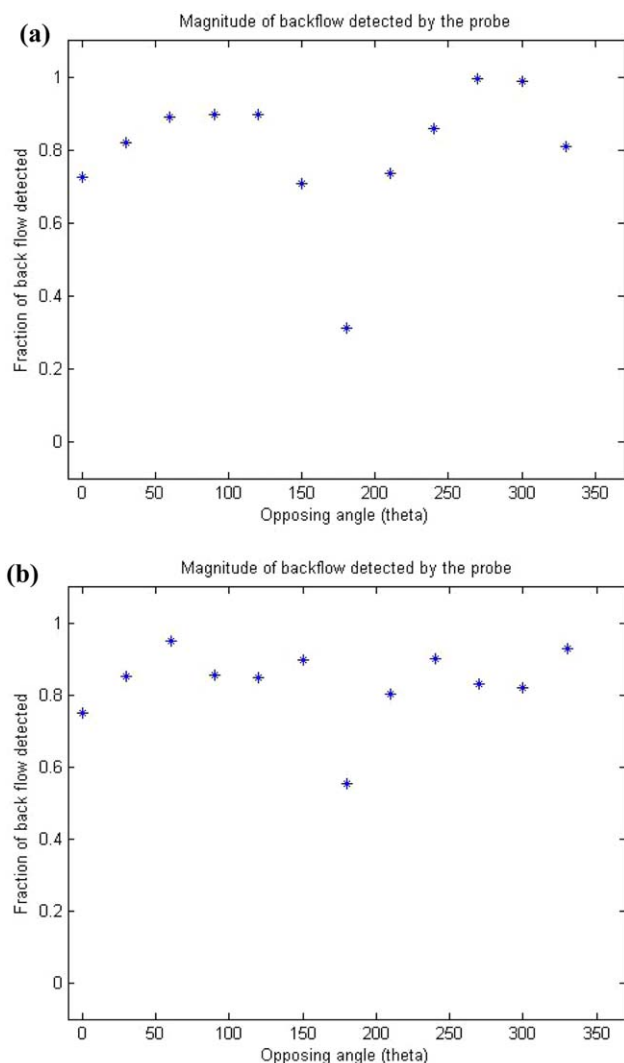 (a)
Magnitude of backflow detected by the probe
Fraction of back flow detected
1
0.8
0.6
0.4
0.2
0
0 50 100 150 200 250 300 350
Opposing angle (theta)
(b)
Magnitude of backflow detected by the probe
Fraction of back flow detected
1
0.8
0.6
0.4
0.2
0
0 50 100 150 200 250 300 350
Opposing angle (theta)